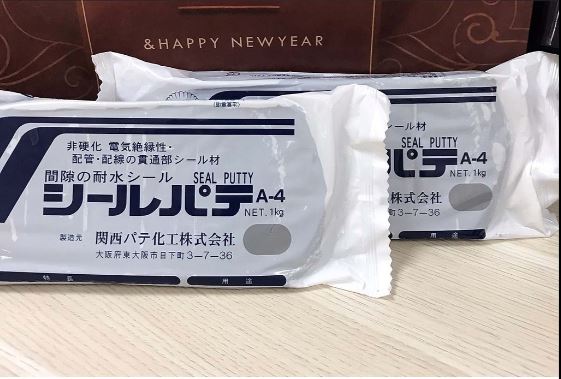 &HAPPY NEWYEAR
非硬化 電気絶縁性・
配管・配線の貫通部シール材
間隙の耐水シール SEAL PUTTY
シールパテ A-4
NET. 1kg
製造元 関西パテ化工株式会社
大阪府東大阪市日下町3-7-36
特長 用途
シール材
SEAL PUTTY
パテ A-4
NET. 1kg
株式会社
3-7-36
用途